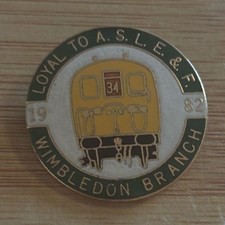 LOYAL TO A.S.L.E.&F.
19 82
34
WIMBLEDON BRANCH